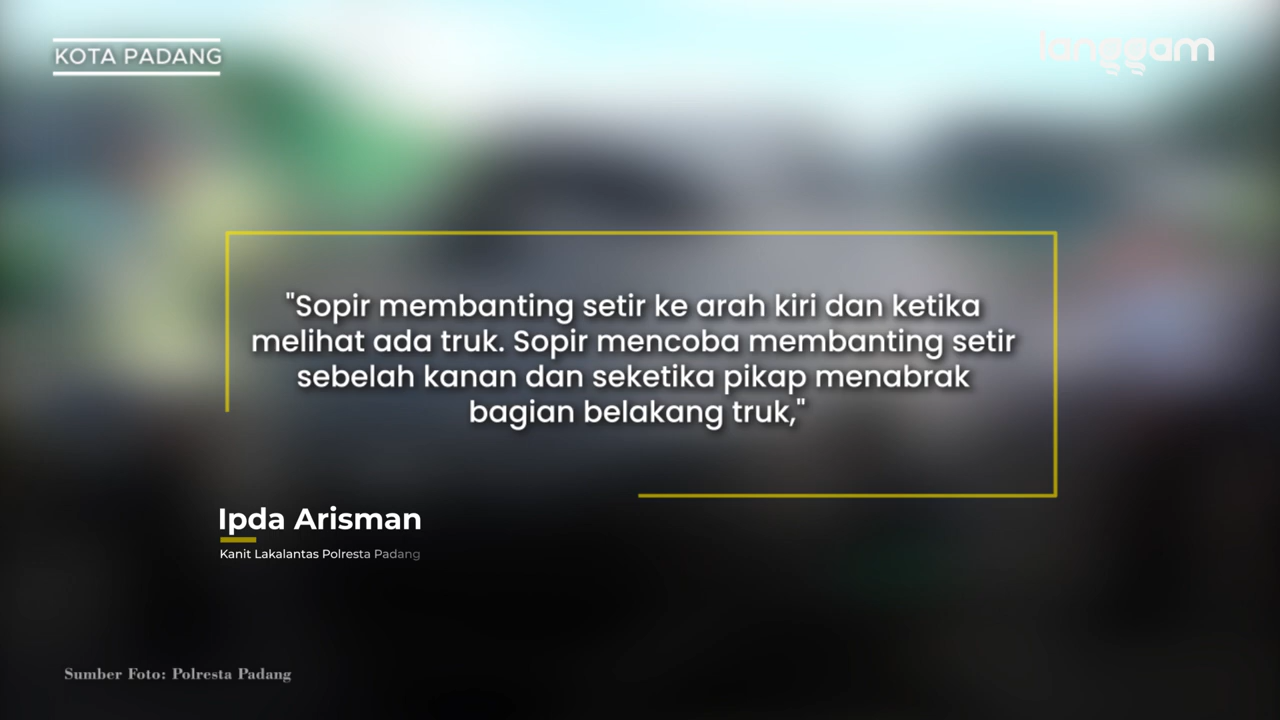 KOTA PADANG
langgam
"Sopir membanting setir ke arah kiri dan ketika
melihat ada truk. Sopir mencoba membanting setir
sebelah kanan dan seketika pikap menabrak
bagian belakang truk,"
Ipda Arisman
Kanit Lakalantas Polresta Padang
Sumber Foto: Polresta Padang